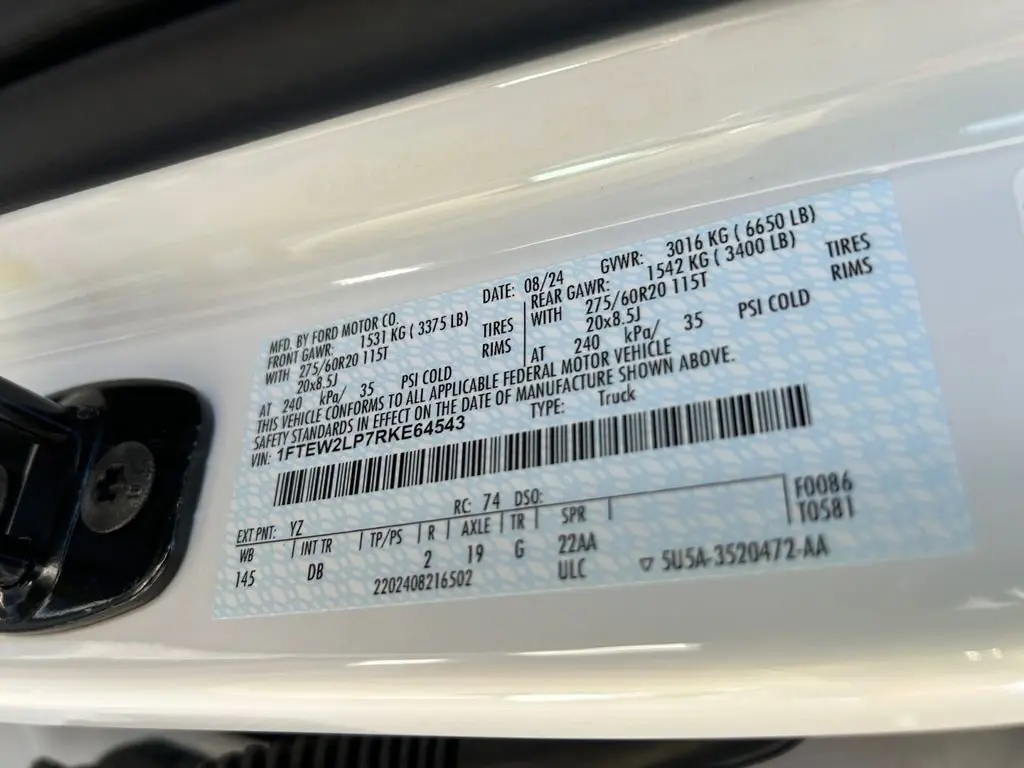 MFD. BY FORD MOTOR CO.
DATE: 08/24 GVWR: 3016 KG ( 6650 LB)
FRONT GAWR: 1531 KG ( 3375 LB)
WITH 275/60R20 115T TIRES
20x8.5J RIMS
AT 240 kPa/ 35 PSI COLD
REAR GAWR: 1542 KG ( 3400 LB)
WITH 275/60R20 115T TIRES
20x8.5J RIMS
AT 240 kPa/ 35 PSI COLD
THIS VEHICLE CONFORMS TO ALL APPLICABLE FEDERAL MOTOR VEHICLE
SAFETY STANDARDS IN EFFECT ON THE DATE OF MANUFACTURE SHOWN ABOVE.
VIN: 1FTEW2LP7RKE64543 TYPE: Truck
EXT PNT: YZ RC: 74 DSO: F0086
WB INT TR TP/PS R AXLE TR SPR T0581
145 DB 2 19 G 22AA
2202408216502 ULC ▽ 5U5A-3520472-AA